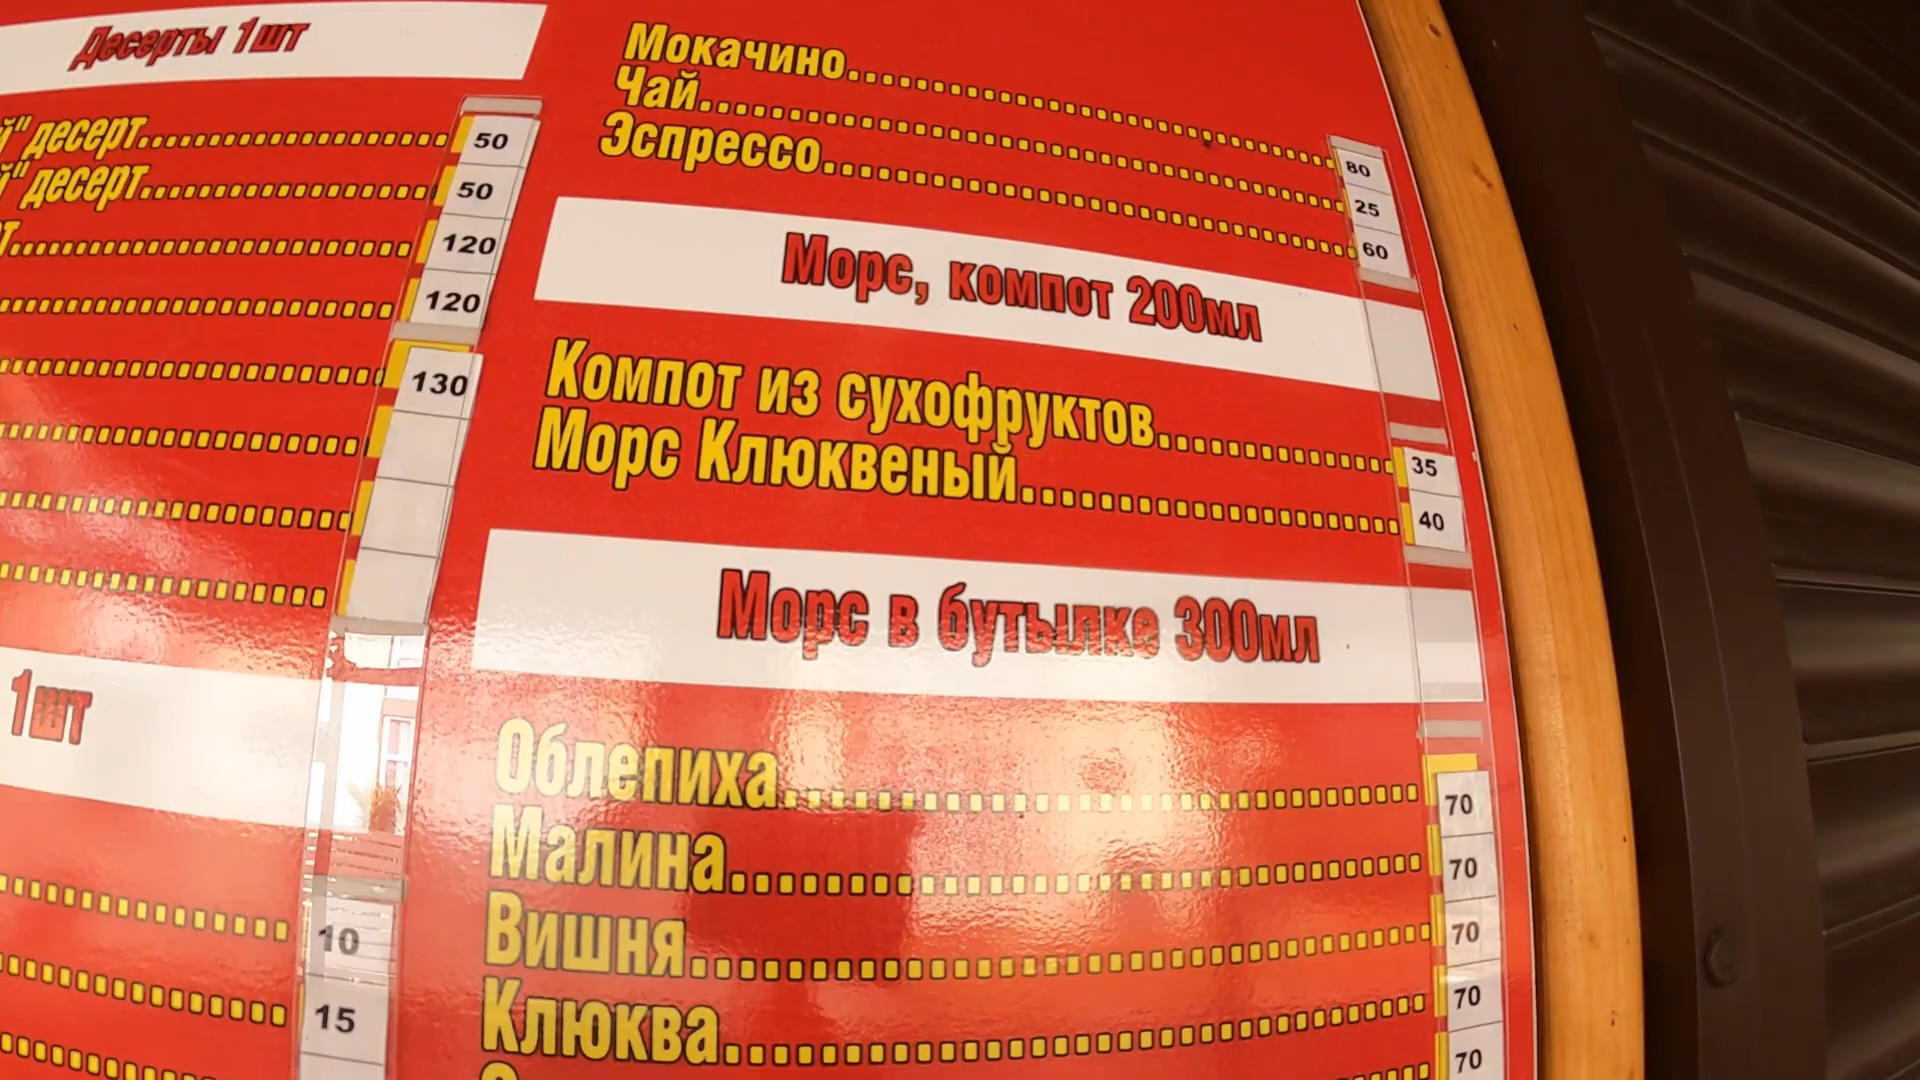 Десерты 1шт
й" десерт 50
й" десерт 50
т 120
120
130
1шт
10
15
Мокачино 80
Чай 25
Эспрессо 60
Морс, компот 200мл
Компот из сухофруктов 35
Морс Клюквеный 40
Морс в бутылке 300мл
Облепиха 70
Малина 70
Вишня 70
Клюква 70
70